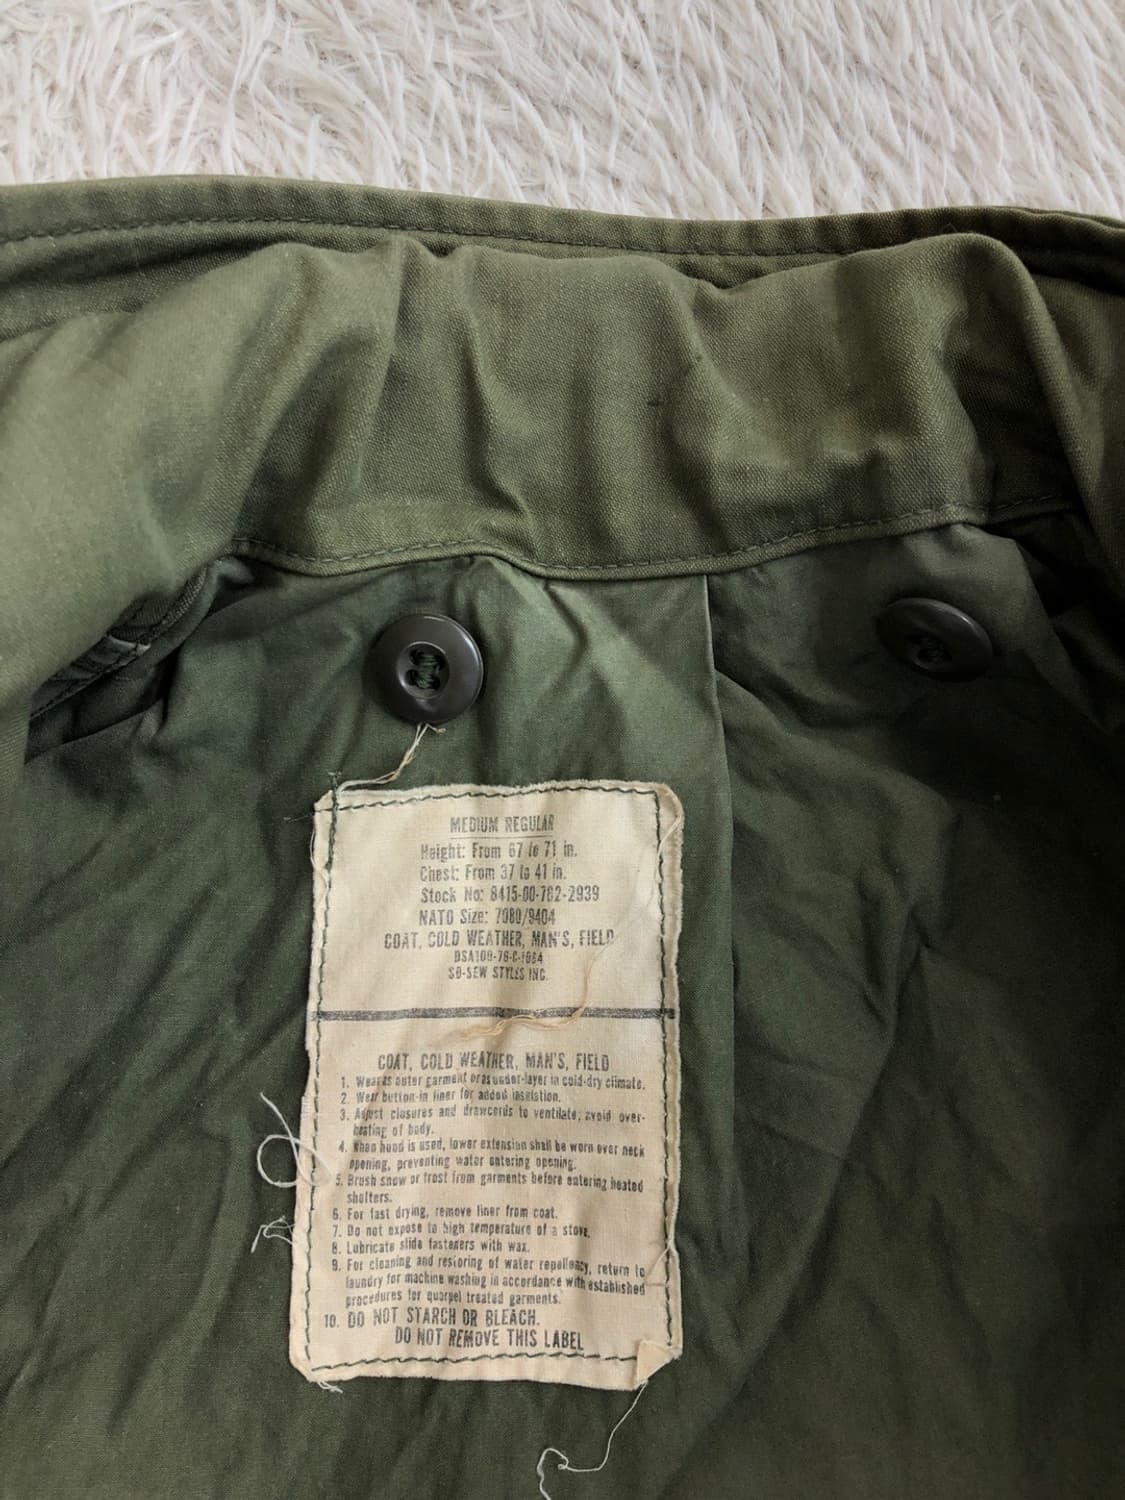 MEDIUM REGULAR
Height: From 67 to 71 in.
Chest: From 37 to 41 in.
Stock No: 8415-00-782-2939
NATO Size: 7080/9404
COAT, COLD WEATHER, MAN'S, FIELD
DSA100-76-C-1064
SO-SEW STYLES INC.
COAT, COLD WEATHER, MAN'S, FIELD
1. Wear as outer garment or as under-layer in cold-dry climate.
2. Wear button-in liner for added insulation.
3. Adjust closures and drawcords to ventilate; avoid over-
heating of body.
4. When hood is used, lower extension shall be worn over neck
opening, preventing water entering opening.
5. Brush snow or frost from garments before entering heated
shelters.
6. For fast drying, remove liner from coat.
7. Do not expose to high temperature of a stove.
8. Lubricate slide fasteners with wax.
9. For cleaning and restoring of water repellency, return to
laundry for machine washing in accordance with established
procedures for quarpel treated garments.
10. DO NOT STARCH OR BLEACH.
DO NOT REMOVE THIS LABEL